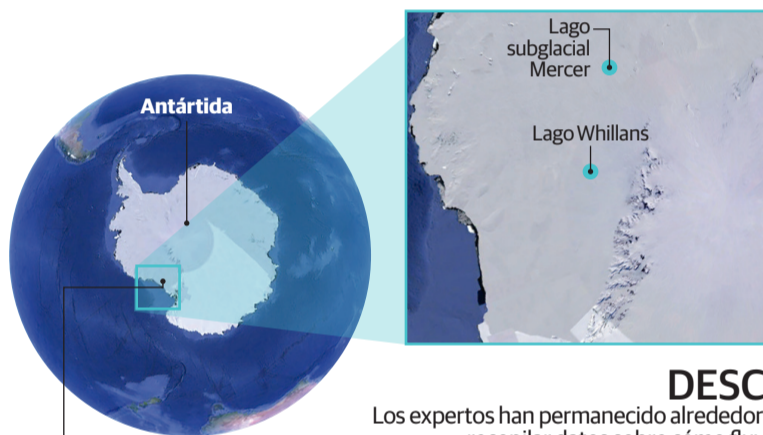 Antártida
Lago
subglacial
Mercer
Lago Whillans
DESC
Los expertos han permanecido alrededor